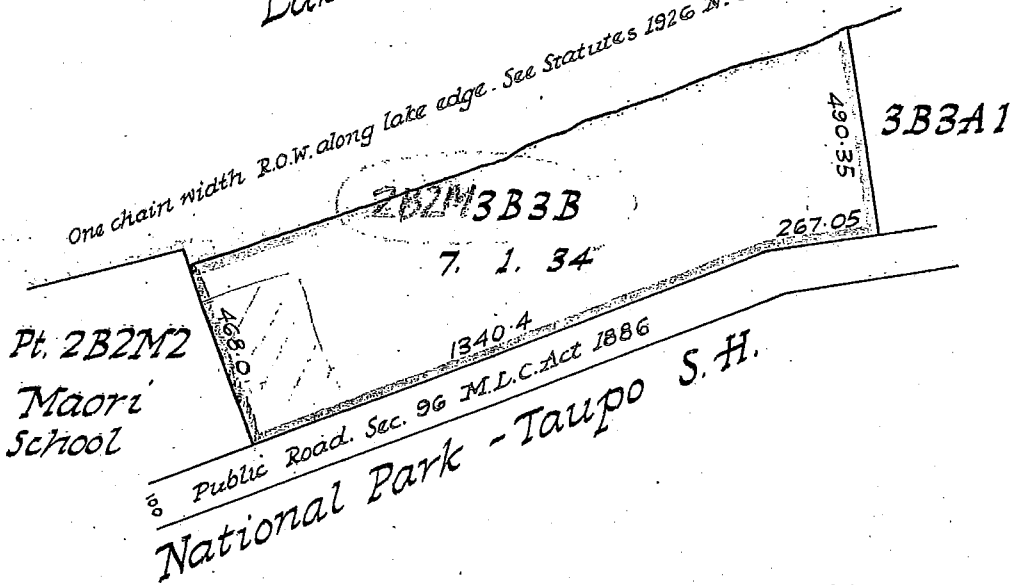 One chain width R.O.W. along lake edge. See Statutes 1926
490.35
3B3A1
2B2M3B3B
7. 1. 34
267.05
468.0
Pt. 2B2M2
Maori
School
1340.4
Public Road. Sec. 96 M.L.C. Act 1886
100
National Park - Taupo S.H.